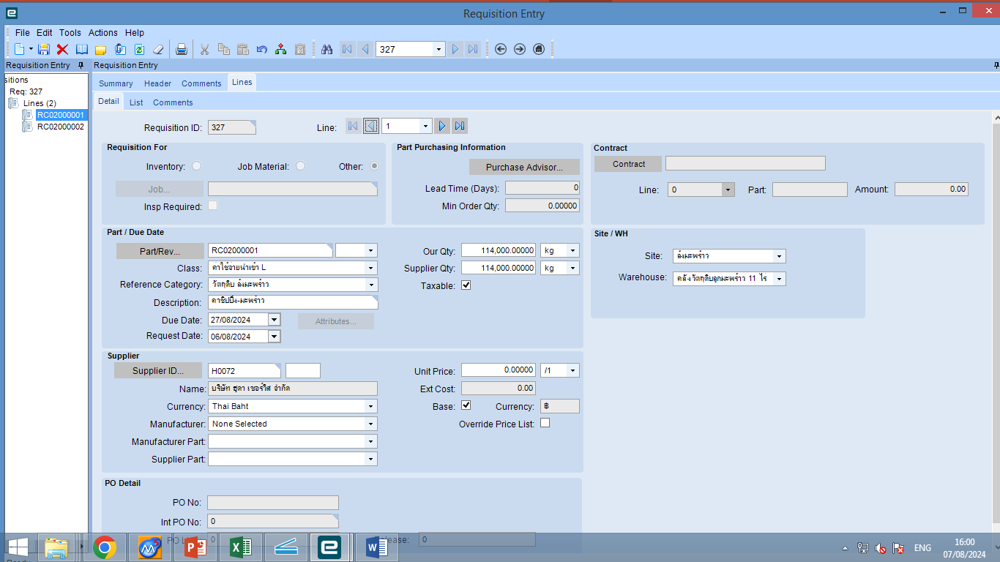 Requisition Entry
File Edit Tools Actions Help
327
Requisition Entry
Requisition Entry
sitions
Req: 327
Lines (2)
RC02000001
RC02000002
Summary Header Comments Lines
Detail List Comments
Requisition ID: 327 Line: 1
Requisition For
Inventory: Job Material: Other:
Job...
Insp Required:
Part Purchasing Information
Purchase Advisor...
Lead Time (Days): 0
Min Order Qty: 0.00000
Contract
Contract
Line: 0 Part: Amount: 0.00
Part / Due Date
Part/Rev... RC02000001 Our Qty: 114,000.00000 kg
Class: ค่าใช้จ่ายนำเข้า L Supplier Qty: 114,000.00000 kg
Reference Category: วัตถุดิบ ล้งมะพร้าว Taxable:
Description: ค่าชิปปิ้ง-มะพร้าว
Due Date: 27/08/2024 Attributes...
Request Date: 06/08/2024
Site / WH
Site: ล้งมะพร้าว
Warehouse: คลังวัตถุดิบลูกมะพร้าว 11 ไร่
Supplier
Supplier ID... H0072 Unit Price: 0.00000 /1
Name: บริษัท ฮุดา เซอร์วิส จำกัด Ext Cost: 0.00
Currency: Thai Baht Base: Currency: ฿
Manufacturer: None Selected Override Price List:
Manufacturer Part:
Supplier Part:
PO Detail
PO No:
Int PO No: 0
0 0
ENG
16:00
07/08/2024